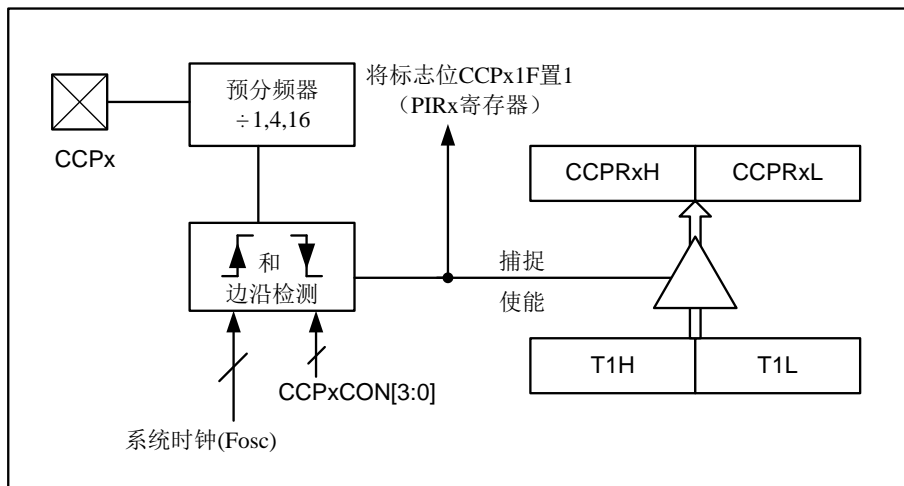 预分频器
÷1,4,16
CCPx
将标志位CCPx1F置1
（PIRx寄存器）
CCPRxH
CCPRxL
和
边沿检测
捕捉
使能
T1H
T1L
CCPxCON[3:0]
系统时钟(Fosc)